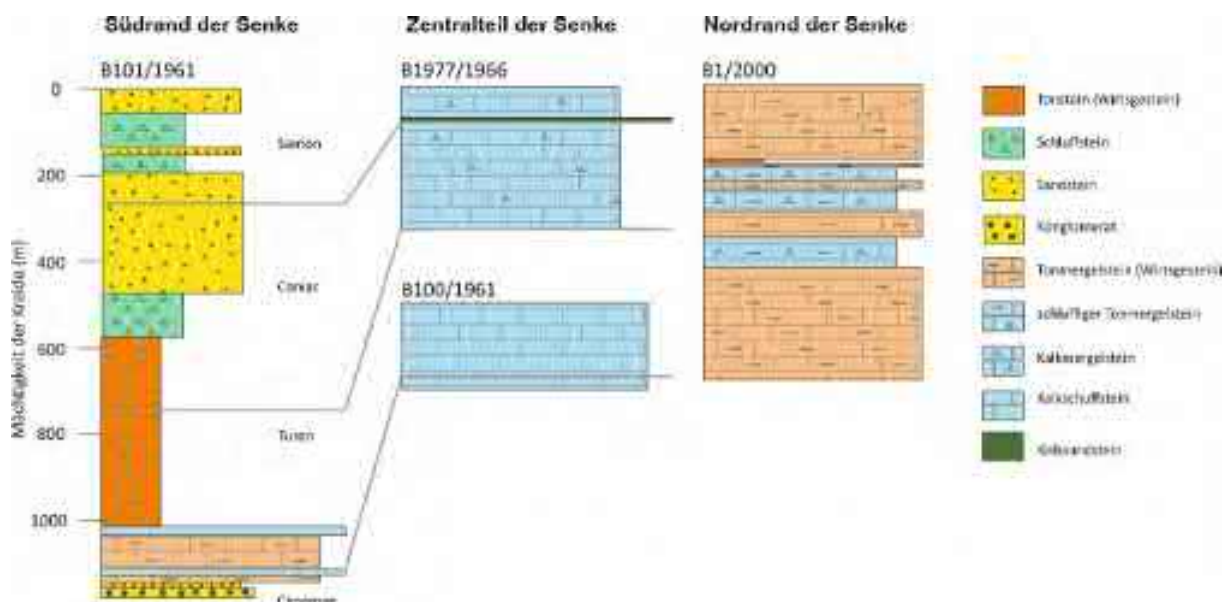 Südrand der Senke
Zentralteil der Senke
Nordrand der Senke
B101/1961
B1977/1966
B1/2000
0
200
400
600
800
1000
Mächtigkeit der Kreide (m)
Santon
Coniac
Turon
Cenoman
B100/1961
Tonstein (Wirtsgestein)
Schluffstein
Sandstein
Konglomerat
Tonmergelstein (Wirtsgestein)
schluffiger Tonmergelstein
Kalkmergelstein
Kalkschluffstein
Kalksandstein